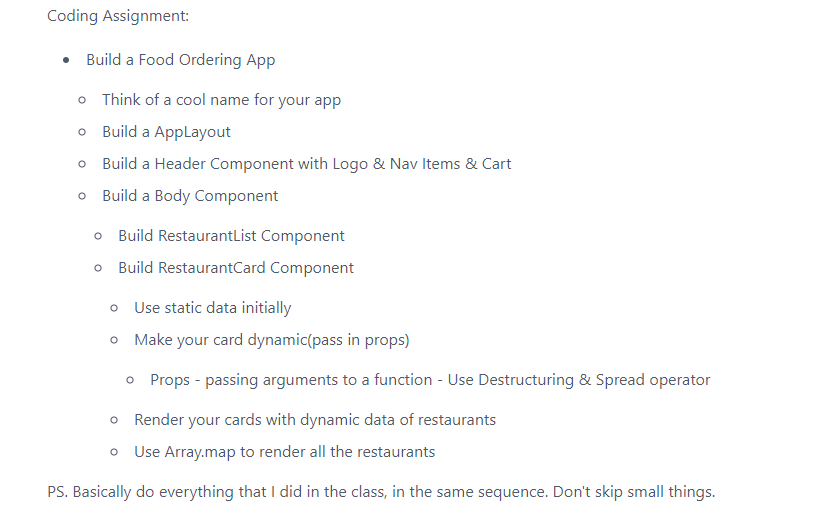 Coding Assignment:
Build a Food Ordering App
Think of a cool name for your app
Build a AppLayout
Build a Header Component with Logo & Nav Items & Cart
Build a Body Component
Build RestaurantList Component
Build RestaurantCard Component
Use static data initially
Make your card dynamic(pass in props)
Props - passing arguments to a function - Use Destructuring & Spread operator
Render your cards with dynamic data of restaurants
Use Array.map to render all the restaurants
PS. Basically do everything that I did in the class, in the same sequence. Don't skip small things.